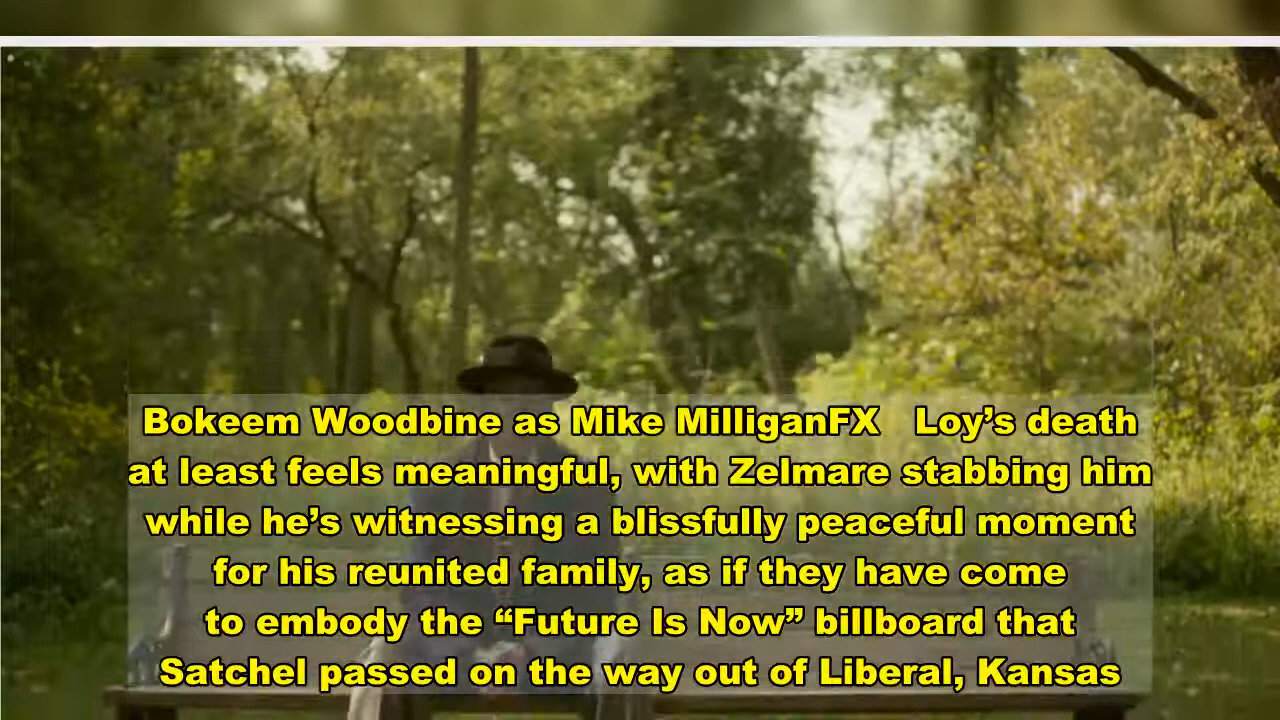 Bokeem Woodbine as Mike MilliganFX   Loy’s death
at least feels meaningful, with Zelmare stabbing him
while he’s witnessing a blissfully peaceful moment
for his reunited family, as if they have come
to embody the “Future Is Now” billboard that
Satchel passed on the way out of Liberal, Kansas